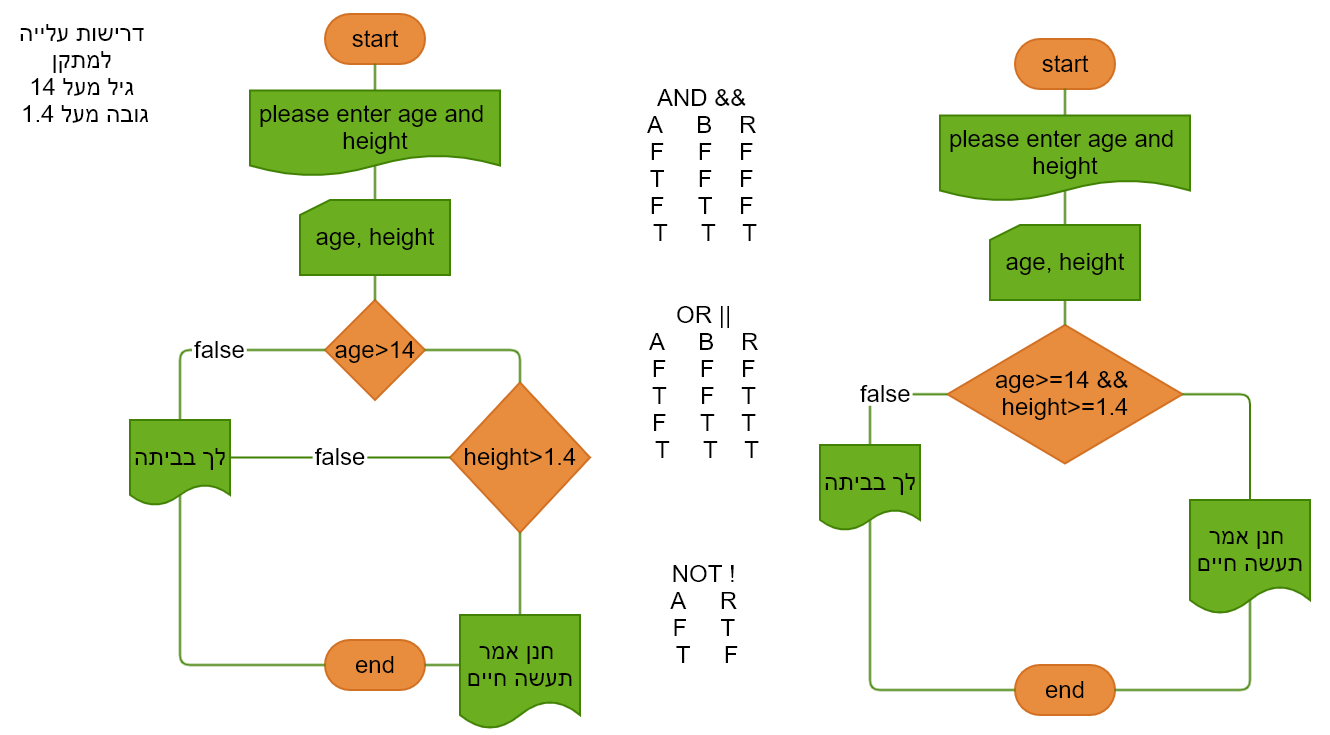 דרישות עלייה
למתקן
גיל מעל 14
גובה מעל 1.4
start
please enter age and
height
age, height
age>14
false
height>1.4
false
לך בביתה
חנן אמר
תעשה חיים
end
AND &&
A B R
F F F
T F F
F T F
T T T
OR ||
A B R
F F F
T F T
F T T
T T T
NOT !
A R
F T
T F
start
please enter age and
height
age, height
age>=14 &&
height>=1.4
false
לך בביתה
חנן אמר
תעשה חיים
end